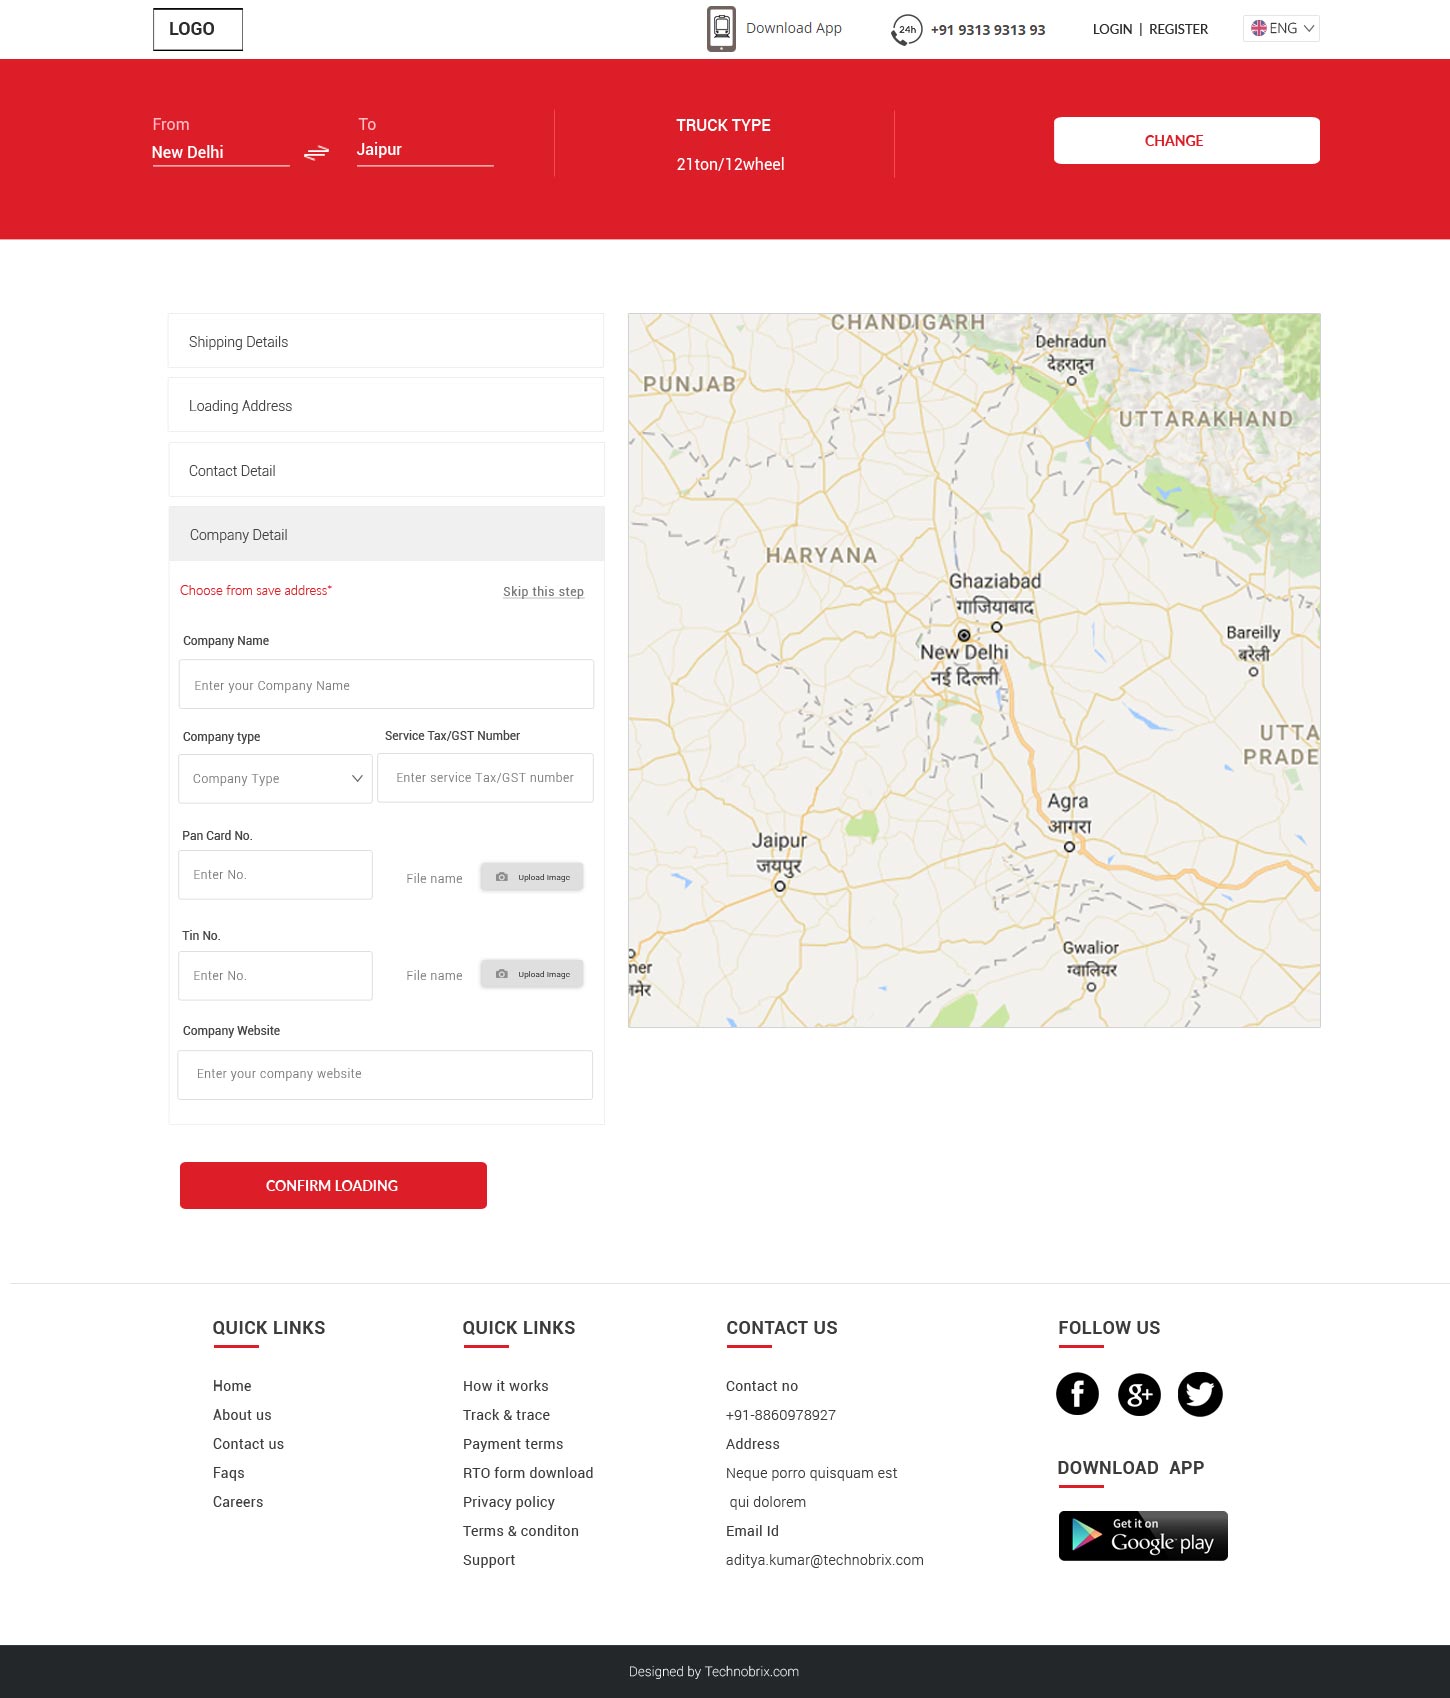 LOGO
Download App
24h
+91 9313 9313 93
LOGIN | REGISTER
ENG
From
New Delhi
To
Jaipur
TRUCK TYPE
21ton/12wheel
CHANGE
Shipping Details
Loading Address
Contact Detail
Company Detail
Choose from save address*
Skip this step
Company Name
Enter your Company Name
Company type
Service Tax/GST Number
Company Type
Enter service Tax/GST number
Pan Card No.
Enter No.
File name
Upload Image
Tin No.
Enter No.
File name
Upload Image
Company Website
Enter your company website
CONFIRM LOADING
CHANDIGARH
Dehradun
देहरादून
PUNJAB
UTTARAKHAND
HARYANA
Ghaziabad
गाज़ियाबाद
New Delhi
नई दिल्ली
Bareilly
बरेली
UTTA
PRADE
Agra
आगरा
Jaipur
जयपुर
Gwalior
ग्वालियर
mer
जमेर
QUICK LINKS
Home
About us
Contact us
Faqs
Careers
QUICK LINKS
How it works
Track & trace
Payment terms
RTO form download
Privacy policy
Terms & conditon
Support
CONTACT US
Contact no
+91-8860978927
Address
Neque porro quisquam est
qui dolorem
Email Id
aditya.kumar@technobrix.com
FOLLOW US
f
g+
DOWNLOAD APP
Get it on
Google play
Designed by Technobrix.com